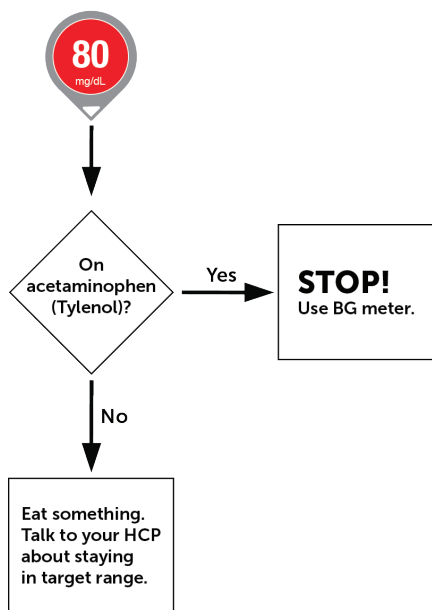 80
mg/dL
On
acetaminophen
(Tylenol)?
Yes
STOP!
Use BG meter.
No
Eat something.
Talk to your HCP
about staying
in target range.